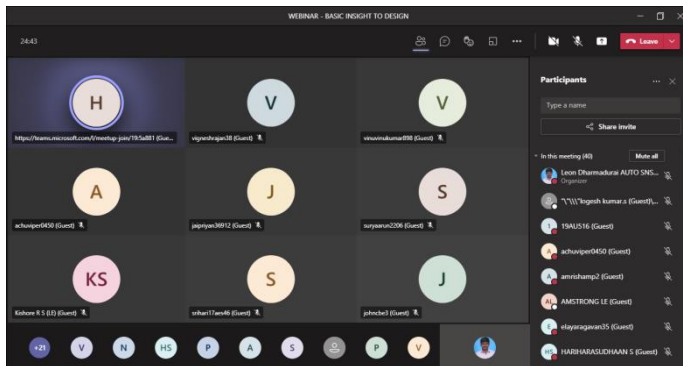 WEBINAR - BASIC INSIGHT TO DESIGN
24:43
Leave
H
https://teams.microsoft.com/l/meetup-join/19:5a881 (Gue...
V
vigneshrajan38 (Guest)
V
vinuvinukumar898 (Guest)
A
achuviper0450 (Guest)
J
jaipriyan36912 (Guest)
S
suryaarun2206 (Guest)
KS
Kishore R S (LE) (Guest)
S
srihari17aes46 (Guest)
J
johncbe3 (Guest)
+21
V
N
HS
P
A
S
P
V
Participants
Type a name
Share invite
In this meeting (40)
Mute all
Leon Dharmadurai AUTO SNS...
Organizer
"\"\\\"logesh kumar.s (Guest)\...
1
19AU516 (Guest)
A
achuviper0450 (Guest)
A
amrishamp2 (Guest)
AL
AMSTRONG LE (Guest)
E
elayaragavan35 (Guest)
HS
HARIHARASUDHAAN S (Guest)